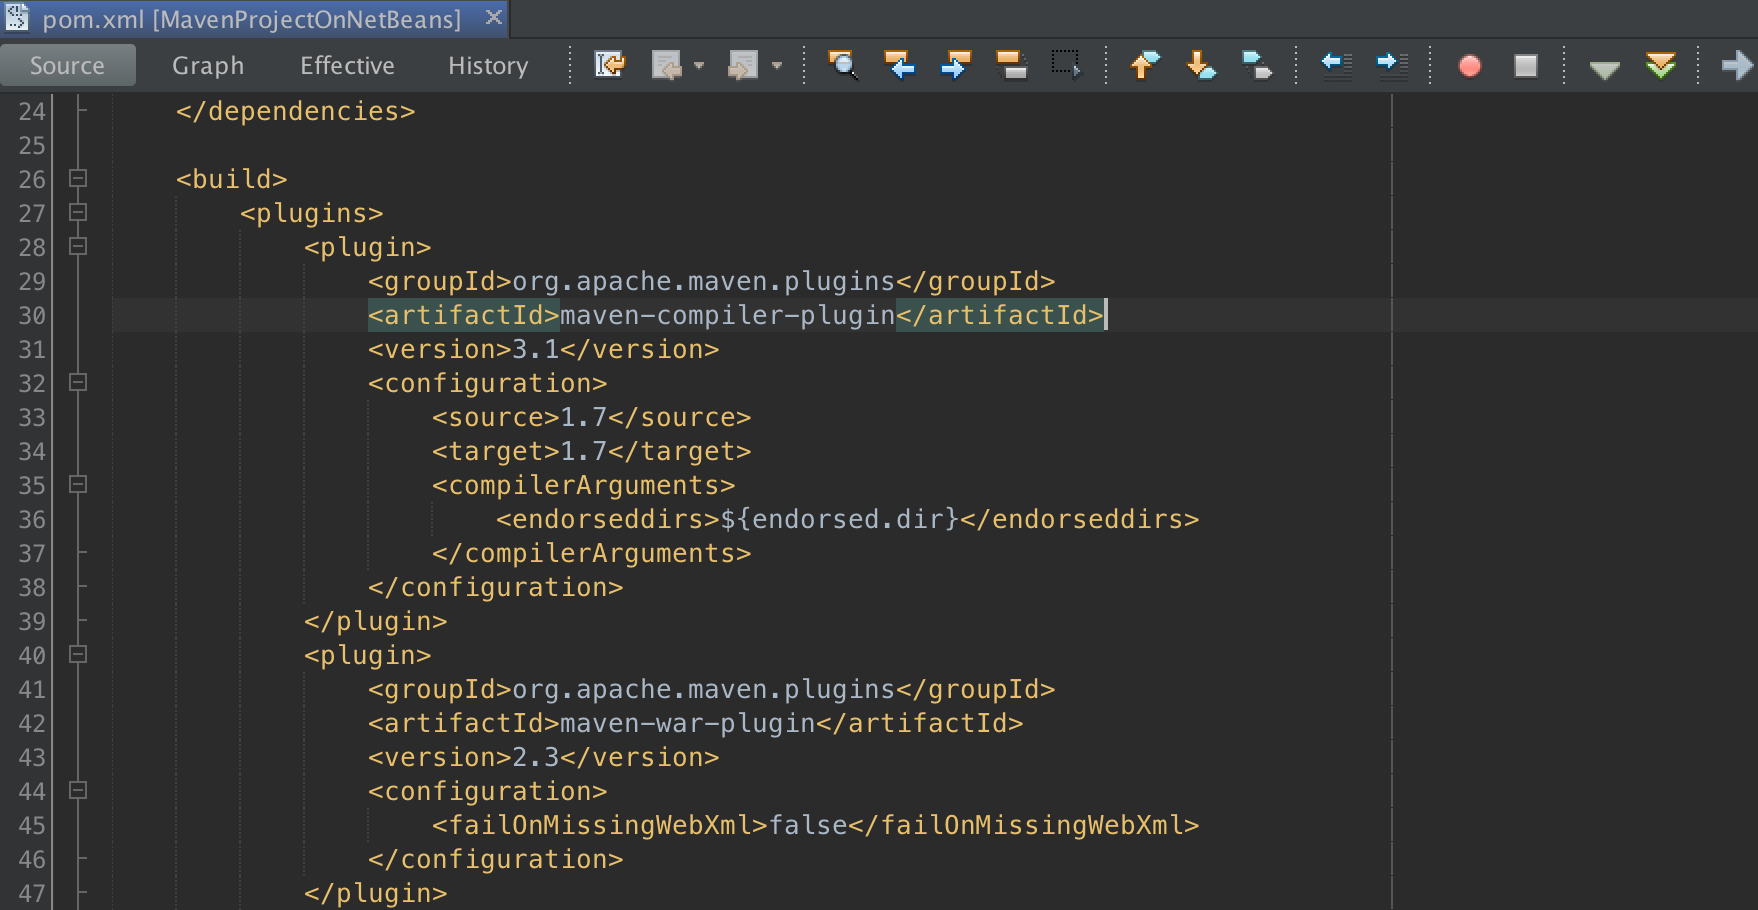 pom.xml [MavenProjectOnNetBeans]
Source Graph Effective History
24 </dependencies>
25
26 <build>
27 <plugins>
28 <plugin>
29 <groupId>org.apache.maven.plugins</groupId>
30 <artifactId>maven-compiler-plugin</artifactId>
31 <version>3.1</version>
32 <configuration>
33 <source>1.7</source>
34 <target>1.7</target>
35 <compilerArguments>
36 <endorseddirs>${endorsed.dir}</endorseddirs>
37 </compilerArguments>
38 </configuration>
39 </plugin>
40 <plugin>
41 <groupId>org.apache.maven.plugins</groupId>
42 <artifactId>maven-war-plugin</artifactId>
43 <version>2.3</version>
44 <configuration>
45 <failOnMissingWebXml>false</failOnMissingWebXml>
46 </configuration>
47 </plugin>